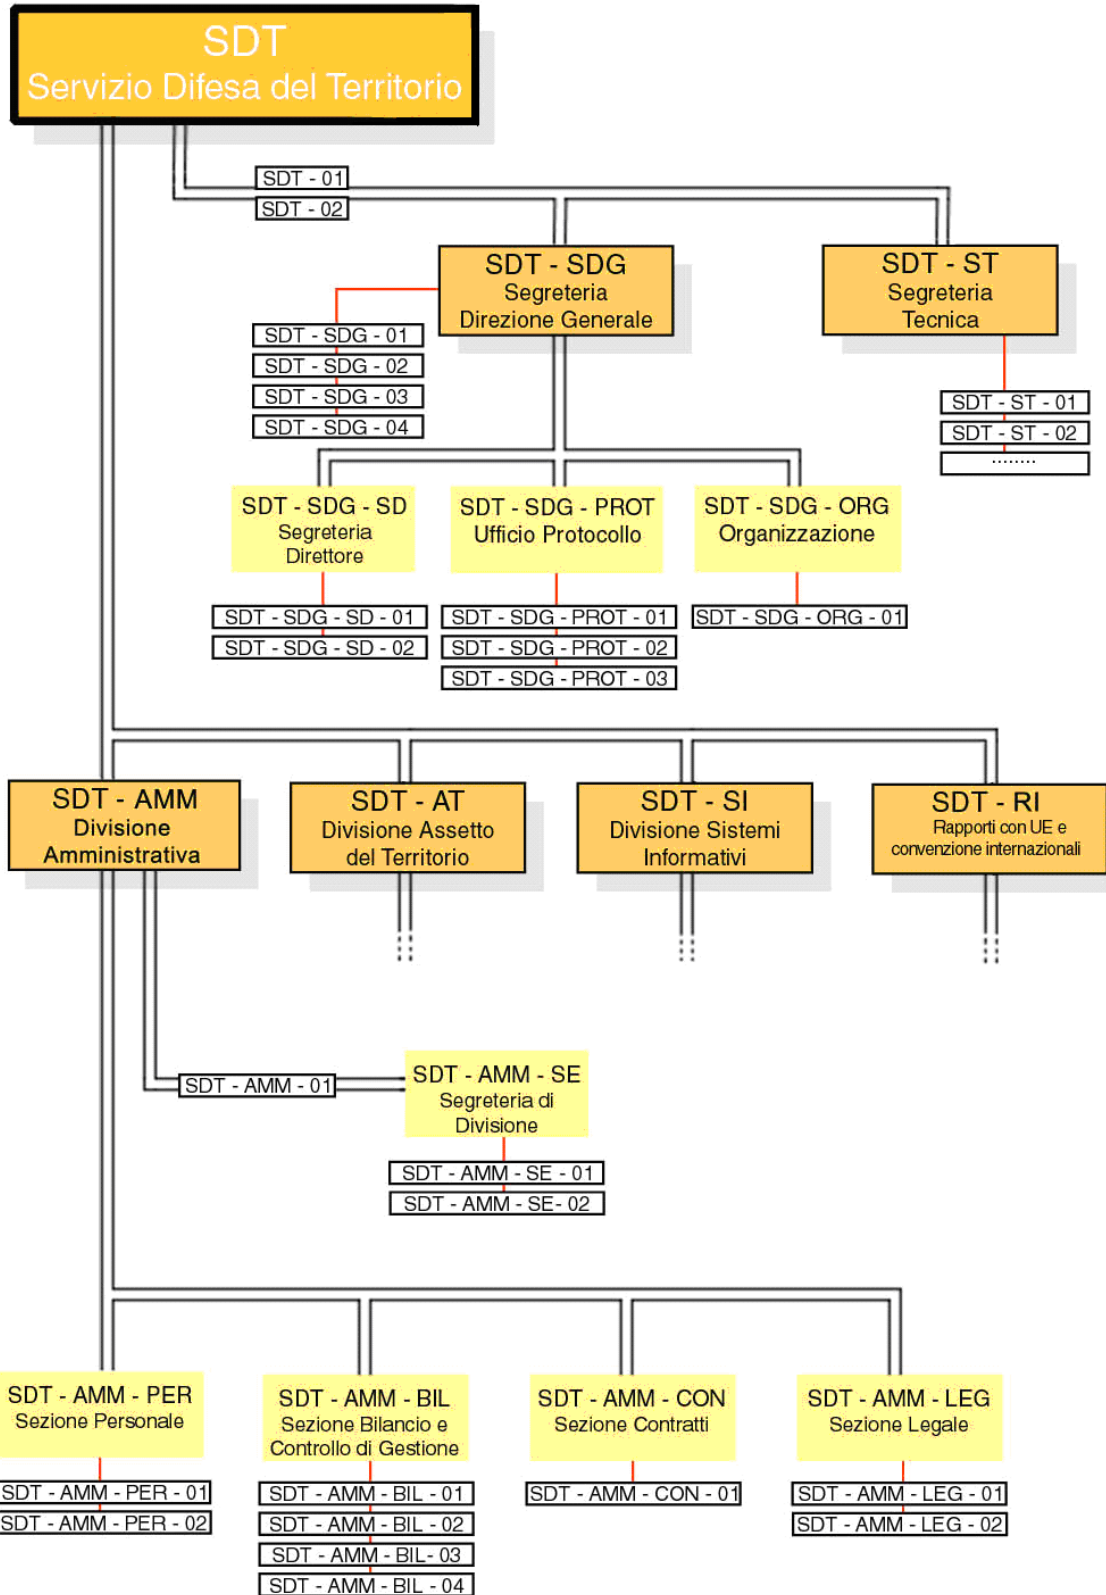 SDT
Servizio Difesa del Territorio
SDT - 01
SDT - 02
SDT - SDG
Segreteria
Direzione Generale
SDT - ST
Segreteria
Tecnica
SDT - SDG - 01
SDT - SDG - 02
SDT - SDG - 03
SDT - SDG - 04
SDT - ST - 01
SDT - ST - 02
........
SDT - SDG - SD
Segreteria
Direttore
SDT - SDG - PROT
Ufficio Protocollo
SDT - SDG - ORG
Organizzazione
SDT - SDG - SD - 01
SDT - SDG - SD - 02
SDT - SDG - PROT - 01
SDT - SDG - PROT - 02
SDT - SDG - PROT - 03
SDT - SDG - ORG - 01
SDT - AMM
Divisione
Amministrativa
SDT - AT
Divisione Assetto
del Territorio
SDT - SI
Divisione Sistemi
Informativi
SDT - RI
Rapporti con UE e
convenzione internazionali
SDT - AMM - 01
SDT - AMM - SE
Segreteria di
Divisione
SDT - AMM - SE - 01
SDT - AMM - SE- 02
SDT - AMM - PER
Sezione Personale
SDT - AMM - BIL
Sezione Bilancio e
Controllo di Gestione
SDT - AMM - CON
Sezione Contratti
SDT - AMM - LEG
Sezione Legale
SDT - AMM - PER - 01
SDT - AMM - PER - 02
SDT - AMM - BIL - 01
SDT - AMM - BIL - 02
SDT - AMM - BIL- 03
SDT - AMM - BIL - 04
SDT - AMM - CON - 01
SDT - AMM - LEG - 01
SDT - AMM - LEG - 02